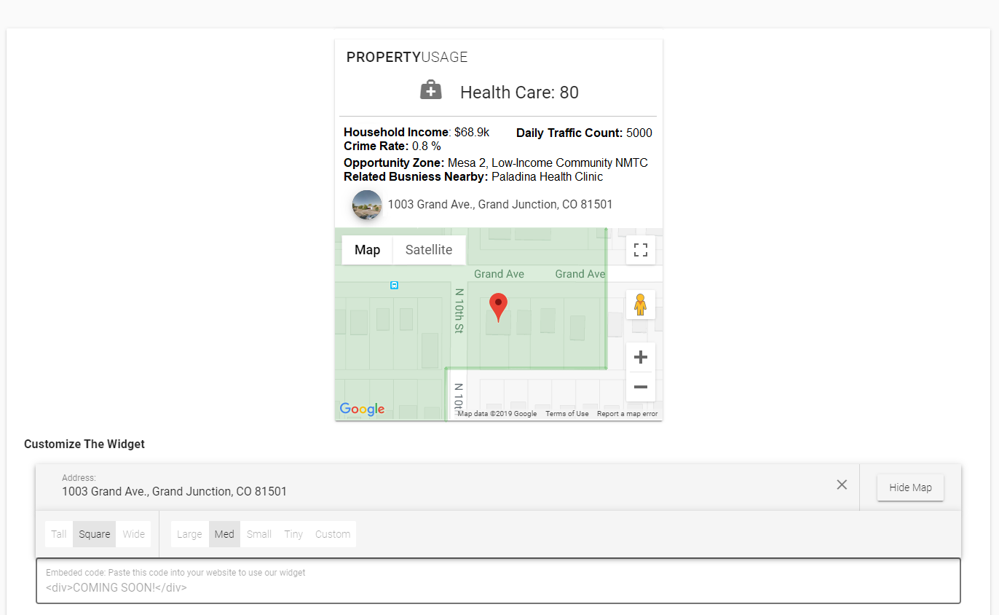 PROPERTYUSAGE
Health Care: 80
Household Income: $68.9k Daily Traffic Count: 5000
Crime Rate: 0.8 %
Opportunity Zone: Mesa 2, Low-Income Community NMTC
Related Busniess Nearby: Paladina Health Clinic
1003 Grand Ave., Grand Junction, CO 81501
Map Satellite
Grand Ave Grand Ave
N 10th St
N 10t
Google
Map data ©2019 Google Terms of Use Report a map error
Customize The Widget
Address:
1003 Grand Ave., Grand Junction, CO 81501
Hide Map
Tall Square Wide Large Med Small Tiny Custom
Embeded code: Paste this code into your website to use our widget
<div>COMING SOON!</div>